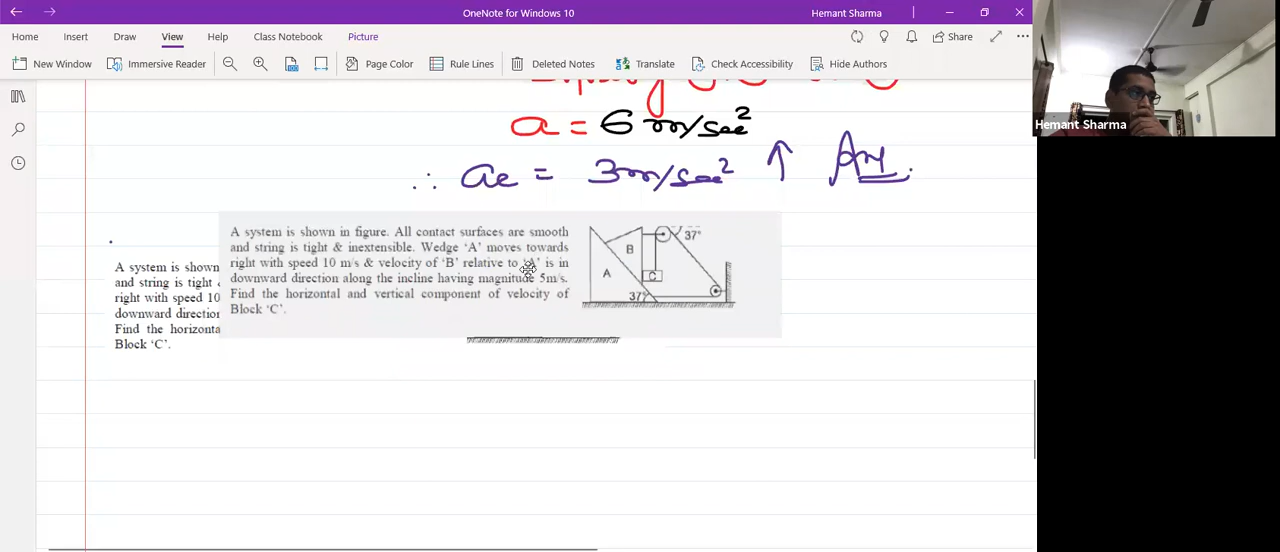 OneNote for Windows 10
Hemant Sharma
Home Insert Draw View Help Class Notebook Picture
Share
New Window Immersive Reader Page Color Rule Lines Deleted Notes Translate Check Accessibility Hide Authors
Hemant Sharma
a = 6 m/sec²
∴ ac = 3m/sec² ↑ Ans.
A system is shown in figure. All contact surfaces are smooth
and string is tight & inextensible. Wedge 'A' moves towards
right with speed 10 m/s & velocity of 'B' relative to 'A' is in
downward direction along the incline having magnitude 5m/s.
Find the horizontal and vertical component of velocity of
Block 'C'.
B
A
C
37°
37°
A system is shown
and string is tight
right with speed 10
downward direction
Find the horizonta
Block 'C'.